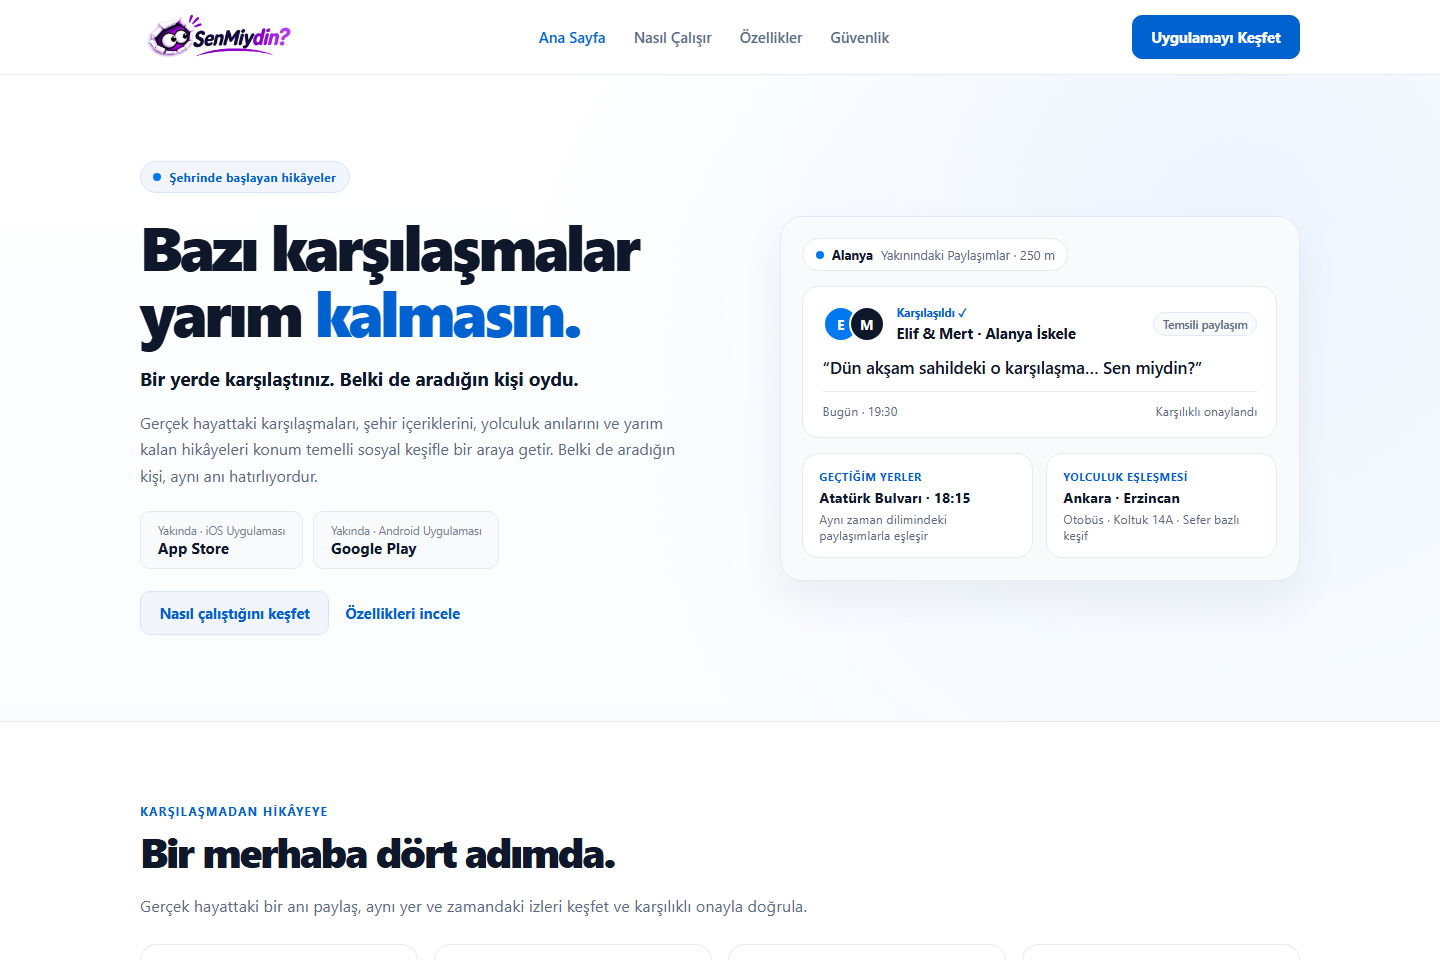 SenMiydin?
Ana Sayfa
Nasıl Çalışır
Özellikler
Güvenlik
Uygulamayı Keşfet
Şehrinde başlayan hikâyeler
Bazı karşılaşmalar
yarım kalmasın.
Bir yerde karşılaştınız. Belki de aradığın kişi oydu.
Gerçek hayattaki karşılaşmaları, şehir içeriklerini, yolculuk anılarını ve yarım
kalan hikâyeleri konum temelli sosyal keşifle bir araya getir. Belki de aradığın
kişi, aynı anı hatırlıyordur.
Yakında · iOS Uygulaması
App Store
Yakında · Android Uygulaması
Google Play
Nasıl çalıştığını keşfet
Özellikleri incele
Alanya Yakınındaki Paylaşımlar · 250 m
E M
Karşılaşıldı ✓
Elif & Mert · Alanya İskele
Temsili paylaşım
“Dün akşam sahildeki o karşılaşma... Sen miydin?”
Bugün · 19:30
Karşılıklı onaylandı
GEÇTİĞİM YERLER
Atatürk Bulvarı · 18:15
Aynı zaman dilimindeki
paylaşımlarla eşleşir
YOLCULUK EŞLEŞMESİ
Ankara · Erzincan
Otobüs · Koltuk 14A · Sefer bazlı
keşif
KARŞILAŞMADAN HİKÂYEYE
Bir merhaba dört adımda.
Gerçek hayattaki bir anı paylaş, aynı yer ve zamandaki izleri keşfet ve karşılıklı onayla doğrula.